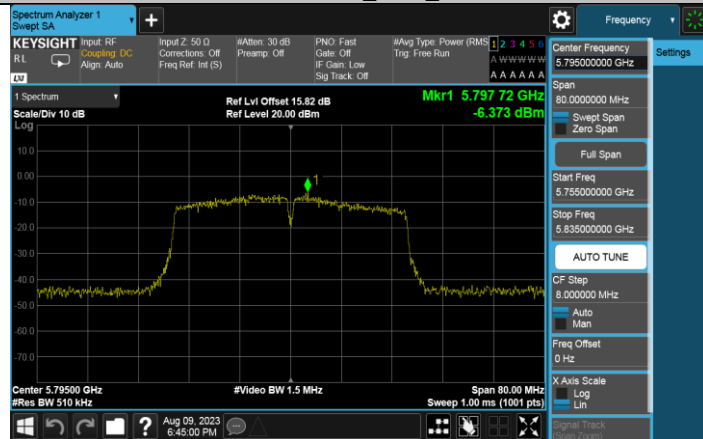 Spectrum Analyzer 1
Swept SA
+
Frequency
KEYSIGHT
RL
LXI
Input: RF
Coupling: DC
Align: Auto
Input Z: 50 Ω
Corrections: Off
Freq Ref: Int (S)
#Atten: 30 dB
Preamp: Off
PNO: Fast
Gate: Off
IF Gain: Low
Sig Track: Off
#Avg Type: Power (RMS
Trig: Free Run
1 2 3 4 5 6
A W W W W W
A A A A A A
Center Frequency
5.795000000 GHz
Settings
Span
80.0000000 MHz
Swept Span
Zero Span
Full Span
Start Freq
5.755000000 GHz
Stop Freq
5.835000000 GHz
AUTO TUNE
CF Step
8.000000 MHz
Auto
Man
Freq Offset
0 Hz
X Axis Scale
Log
Lin
Signal Track
(Span Zoom)
1 Spectrum
Scale/Div 10 dB
Log
Ref Lvl Offset 15.82 dB
Ref Level 20.00 dBm
Mkr1 5.797 72 GHz
-6.373 dBm
10.0
0.00
-10.0
-20.0
-30.0
-40.0
-50.0
-60.0
-70.0
1
Center 5.79500 GHz
#Res BW 510 kHz
#Video BW 1.5 MHz
Span 80.00 MHz
Sweep 1.00 ms (1001 pts)
?
Aug 09, 2023
6:45:00 PM